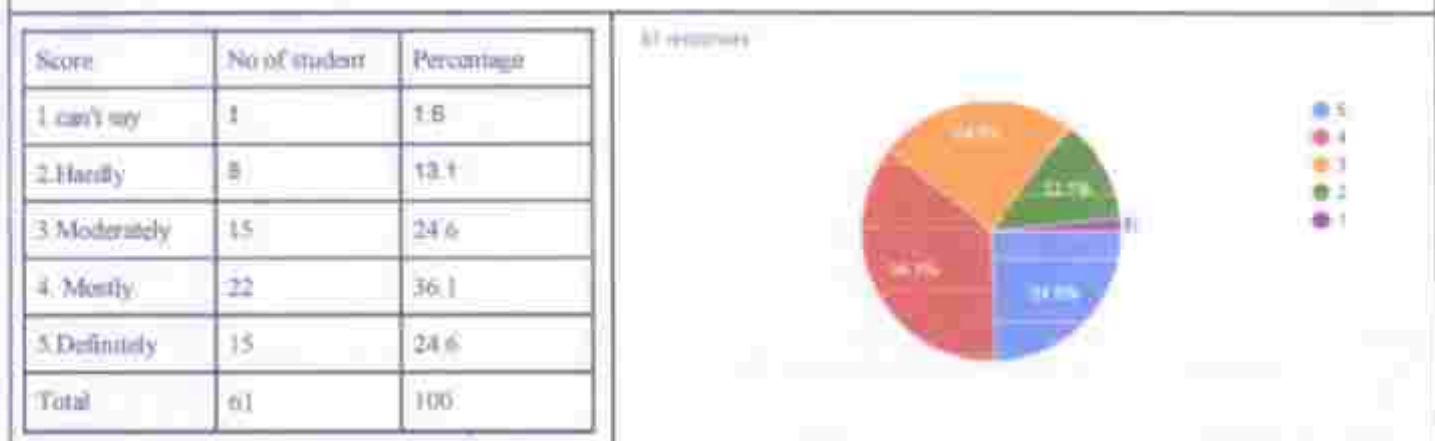 Score No of student Percentage
1 can't say 1 1.6
2.Hardly 8 13.1
3 Moderately 15 24.6
4. Mostly 22 36.1
5.Definitely 15 24.6
Total 61 100
61 responses
5
4
3
2
1